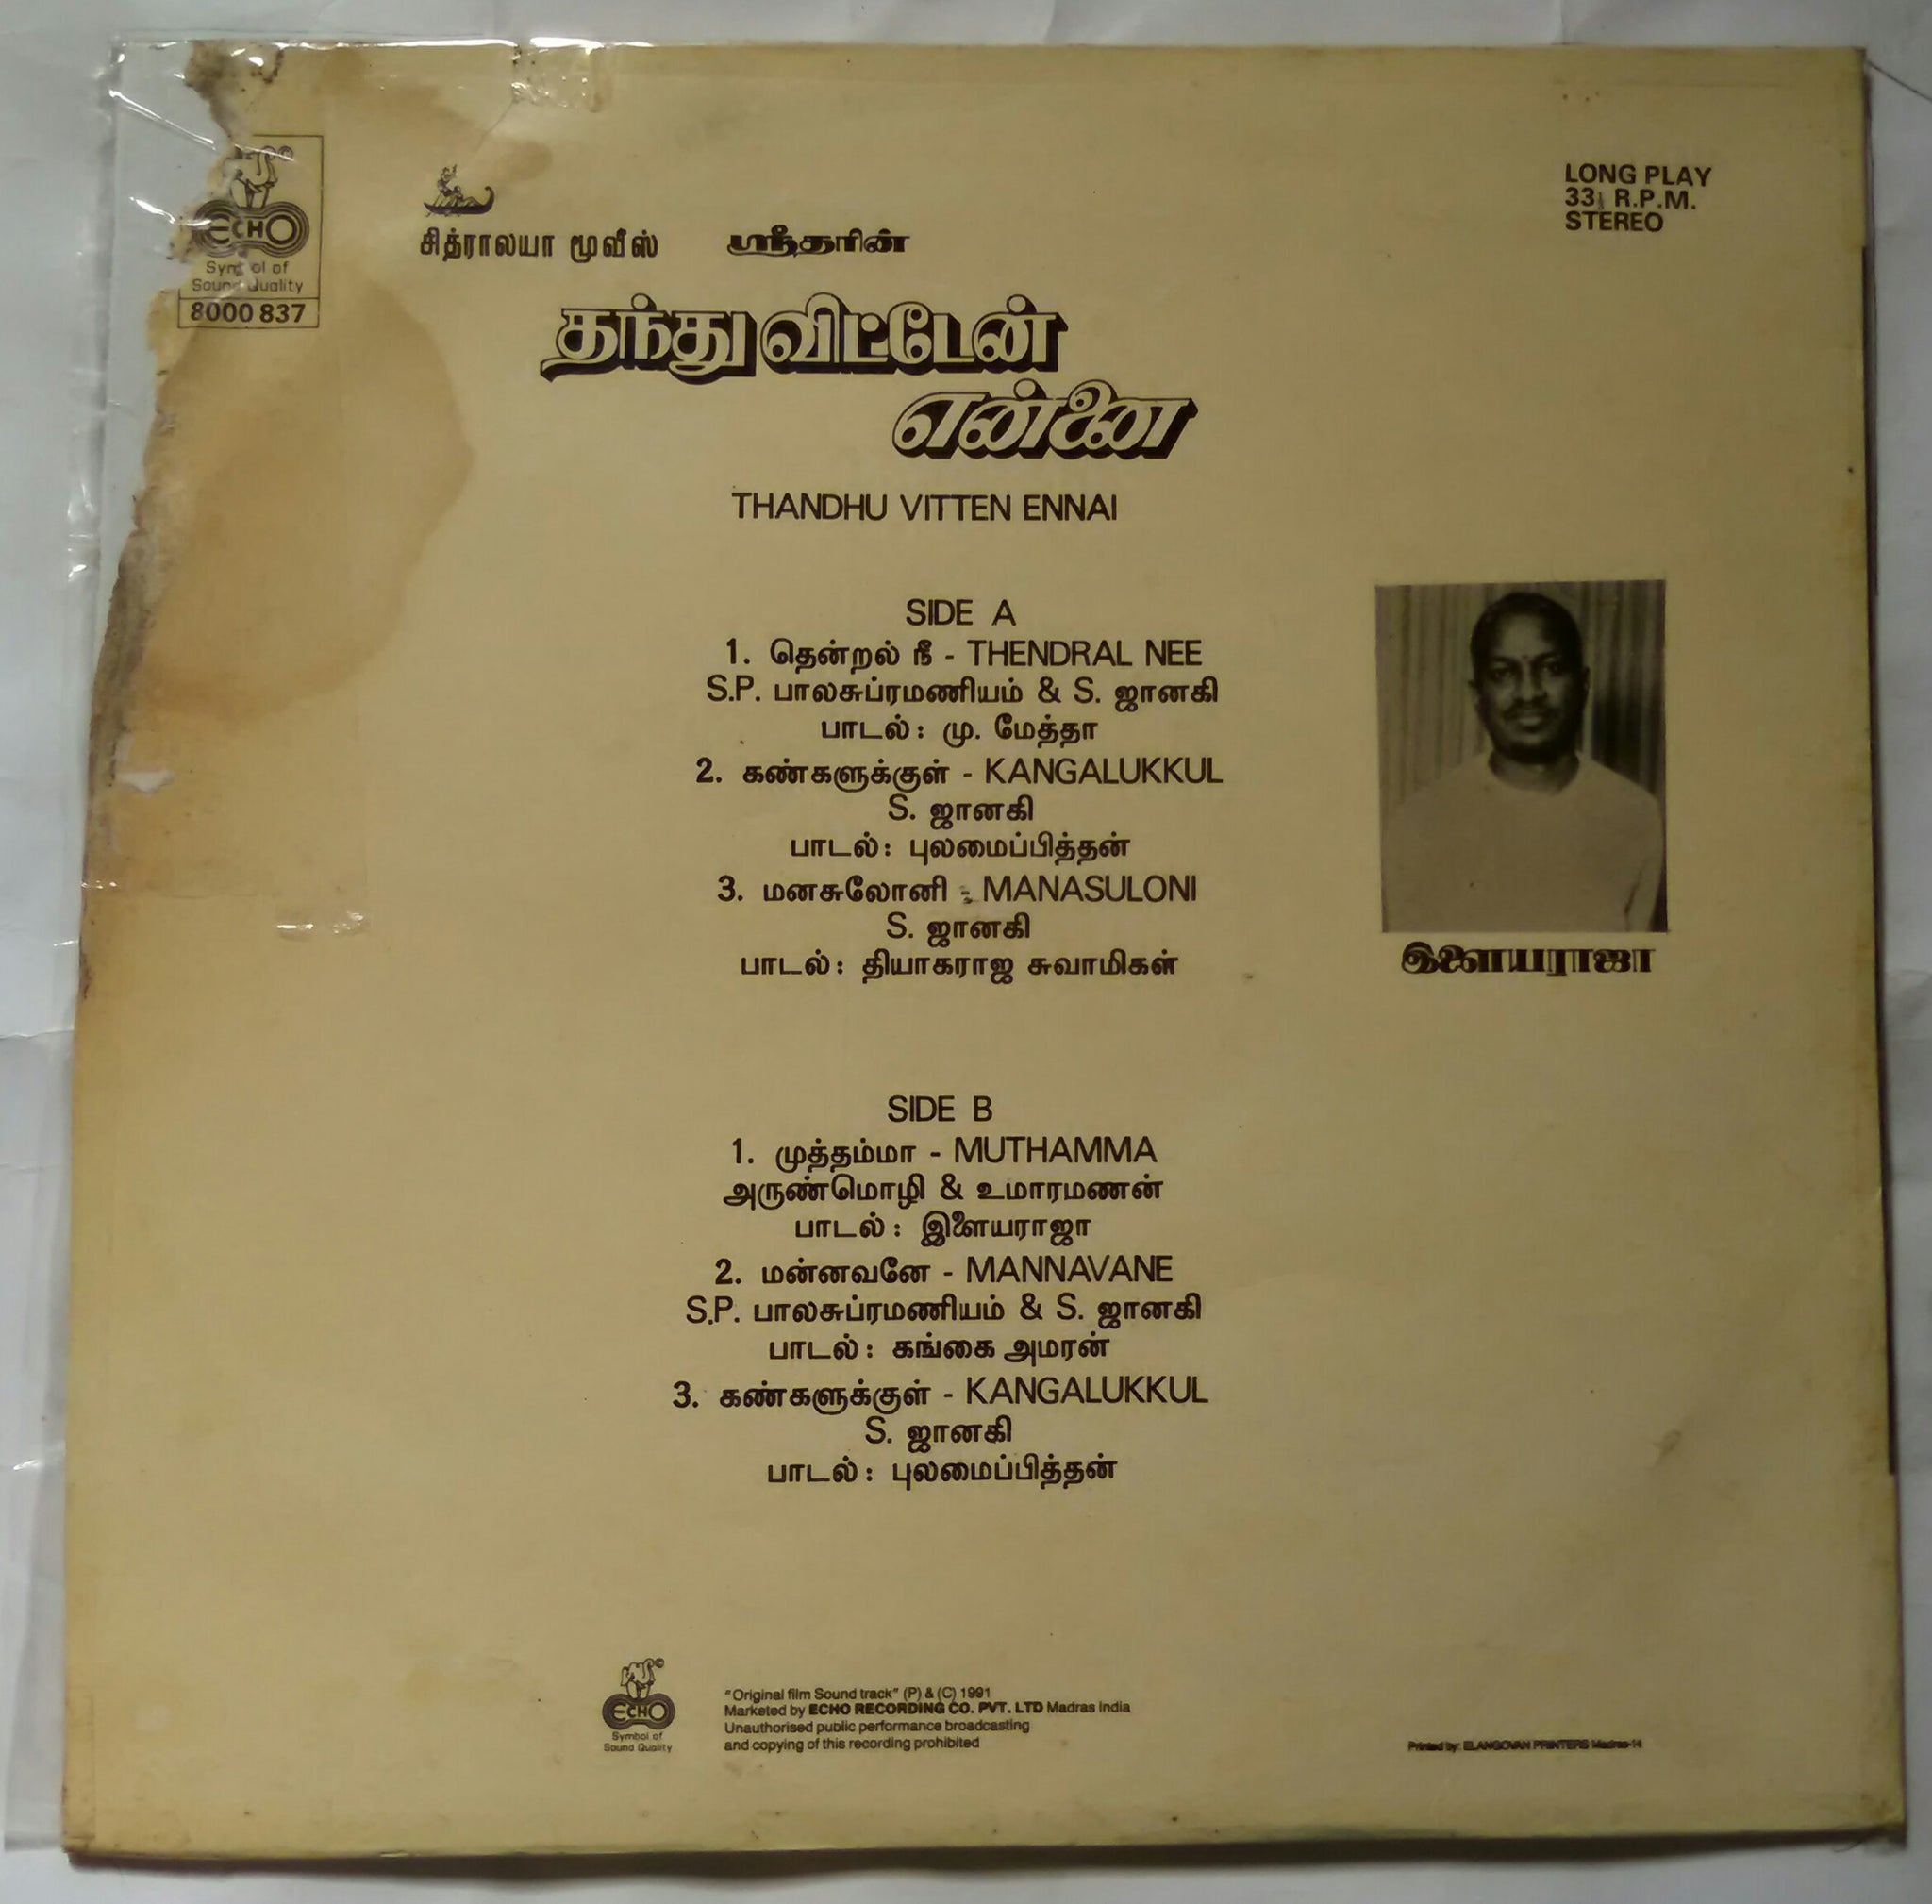 ECHO
Symbol of
Sound Quality
8000 837
LONG PLAY
33⅓ R.P.M.
STEREO
சித்ராலயா மூவீஸ் ஸ்ரீதரின்
தந்து விட்டேன்
என்னை
THANDHU VITTEN ENNAI
SIDE A
1. தென்றல் நீ - THENDRAL NEE
S.P. பாலசுப்ரமணியம் & S. ஜானகி
பாடல் : மு. மேத்தா
2. கண்களுக்குள் - KANGALUKKUL
S. ஜானகி
பாடல் : புலமைப்பித்தன்
3. மனசுலோனி - MANASULONI
S. ஜானகி
பாடல் : தியாகராஜ சுவாமிகள்
இளையராஜா
SIDE B
1. முத்தம்மா - MUTHAMMA
அருண்மொழி & உமாரமணன்
பாடல் : இளையராஜா
2. மன்னவனே - MANNAVANE
S.P. பாலசுப்ரமணியம் & S. ஜானகி
பாடல் : கங்கை அமரன்
3. கண்களுக்குள் - KANGALUKKUL
S. ஜானகி
பாடல் : புலமைப்பித்தன்
ECHO
Symbol of
Sound Quality
"Original film Sound track" (P) & (C) 1991
Marketed by ECHO RECORDING CO. PVT. LTD Madras India
Unauthorised public performance broadcasting
and copying of this recording prohibited
Printed by: ELANGOVAN PRINTERS Madras-14